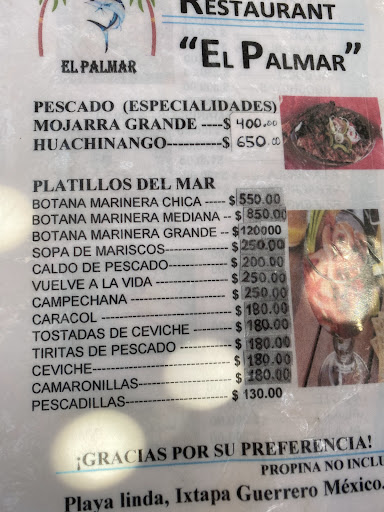 RESTAURANT
EL PALMAR
"EL PALMAR"
PESCADO (ESPECIALIDADES)
MOJARRA GRANDE ----$ 400.00
HUACHINANGO-----------$ 650.00
PLATILLOS DEL MAR
BOTANA MARINERA CHICA ----- $ 550.00
BOTANA MARINERA MEDIANA -- $ 850.00
BOTANA MARINERA GRANDE -- $ 120000
SOPA DE MARISCOS--------------- $ 250.00
CALDO DE PESCADO-------------- $ 200.00
VUELVE A LA VIDA ---------------- $ 250.00
CAMPECHANA --------------------- $ 250.00
CARACOL --------------------------- $ 180.00
TOSTADAS DE CEVICHE --------- $ 180.00
TIRITAS DE PESCADO ------------ $ 180.00
CEVICHE----------------------------- $ 180.00
CAMARONILLAS-------------------- $ 180.00
PESCADILLAS----------------------- $ 130.00
¡GRACIAS POR SU PREFERENCIA!
PROPINA NO INCLU
Playa linda, Ixtapa Guerrero México.